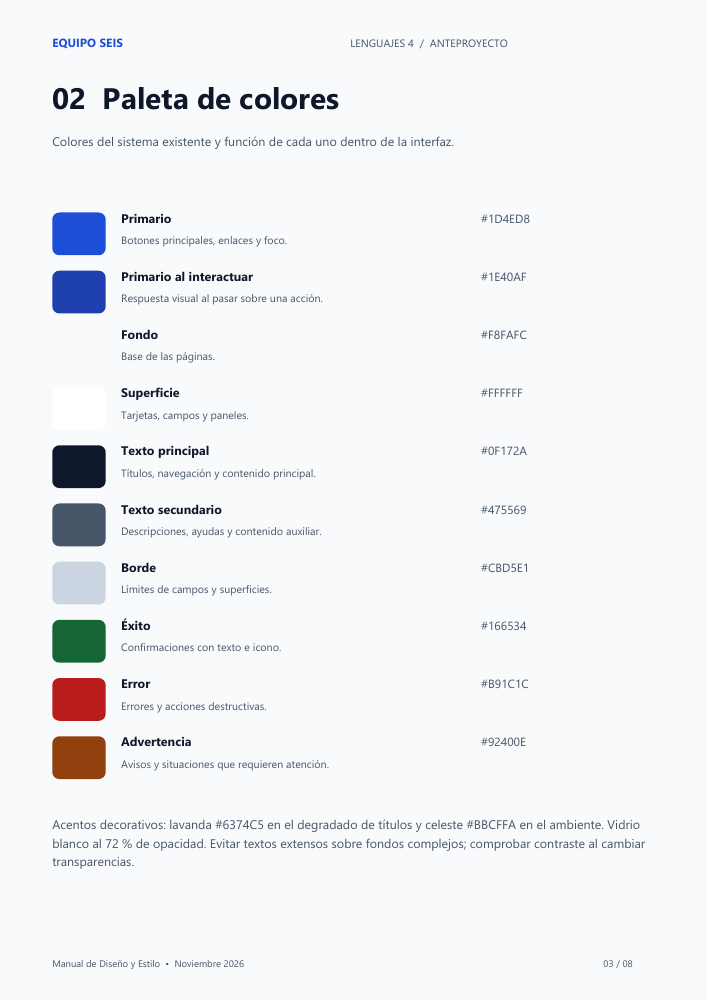 EQUIPO SEIS
LENGUAJES 4 / ANTEPROYECTO
02 Paleta de colores
Colores del sistema existente y función de cada uno dentro de la interfaz.
Primario #1D4ED8
Botones principales, enlaces y foco.
Primario al interactuar #1E40AF
Respuesta visual al pasar sobre una acción.
Fondo #F8FAFC
Base de las páginas.
Superficie #FFFFFF
Tarjetas, campos y paneles.
Texto principal #0F172A
Títulos, navegación y contenido principal.
Texto secundario #475569
Descripciones, ayudas y contenido auxiliar.
Borde #CBD5E1
Límites de campos y superficies.
Éxito #166534
Confirmaciones con texto e icono.
Error #B91C1C
Errores y acciones destructivas.
Advertencia #92400E
Avisos y situaciones que requieren atención.
Acentos decorativos: lavanda #6374C5 en el degradado de títulos y celeste #BBCFFA en el ambiente. Vidrio
blanco al 72 % de opacidad. Evitar textos extensos sobre fondos complejos; comprobar contraste al cambiar
transparencias.
Manual de Diseño y Estilo • Noviembre 2026
03 / 08